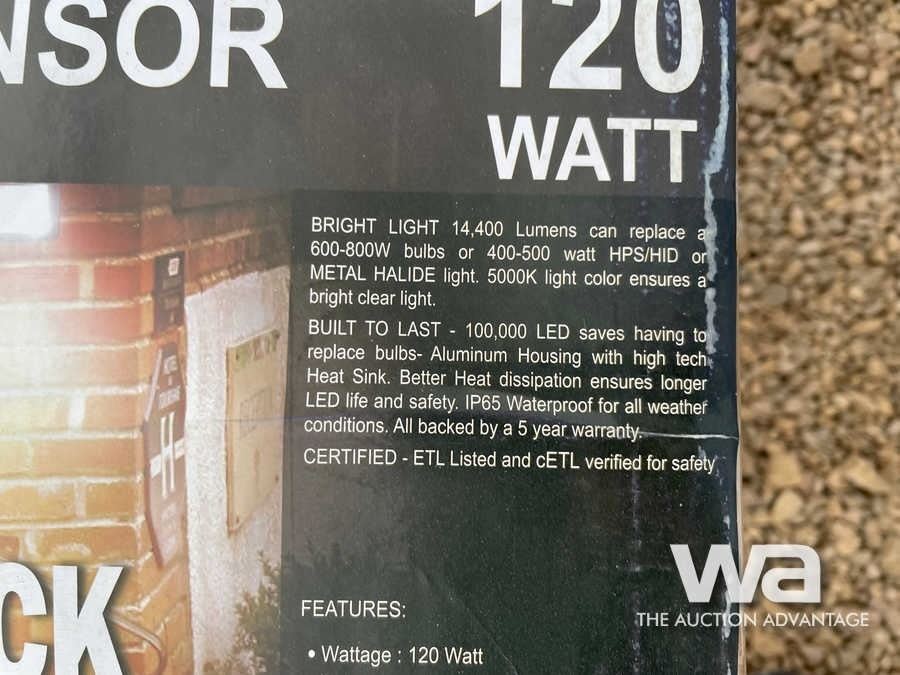 NSOR
120
WATT
BRIGHT LIGHT 14,400 Lumens can replace a
600-800W bulbs or 400-500 watt HPS/HID or
METAL HALIDE light. 5000K light color ensures a
bright clear light.
BUILT TO LAST - 100,000 LED saves having to
replace bulbs- Aluminum Housing with high tech
Heat Sink. Better Heat dissipation ensures longer
LED life and safety. IP65 Waterproof for all weather
conditions. All backed by a 5 year warranty.
CERTIFIED - ETL Listed and cETL verified for safety
H
CK
FEATURES:
• Wattage : 120 Watt
wa
THE AUCTION ADVANTAGE